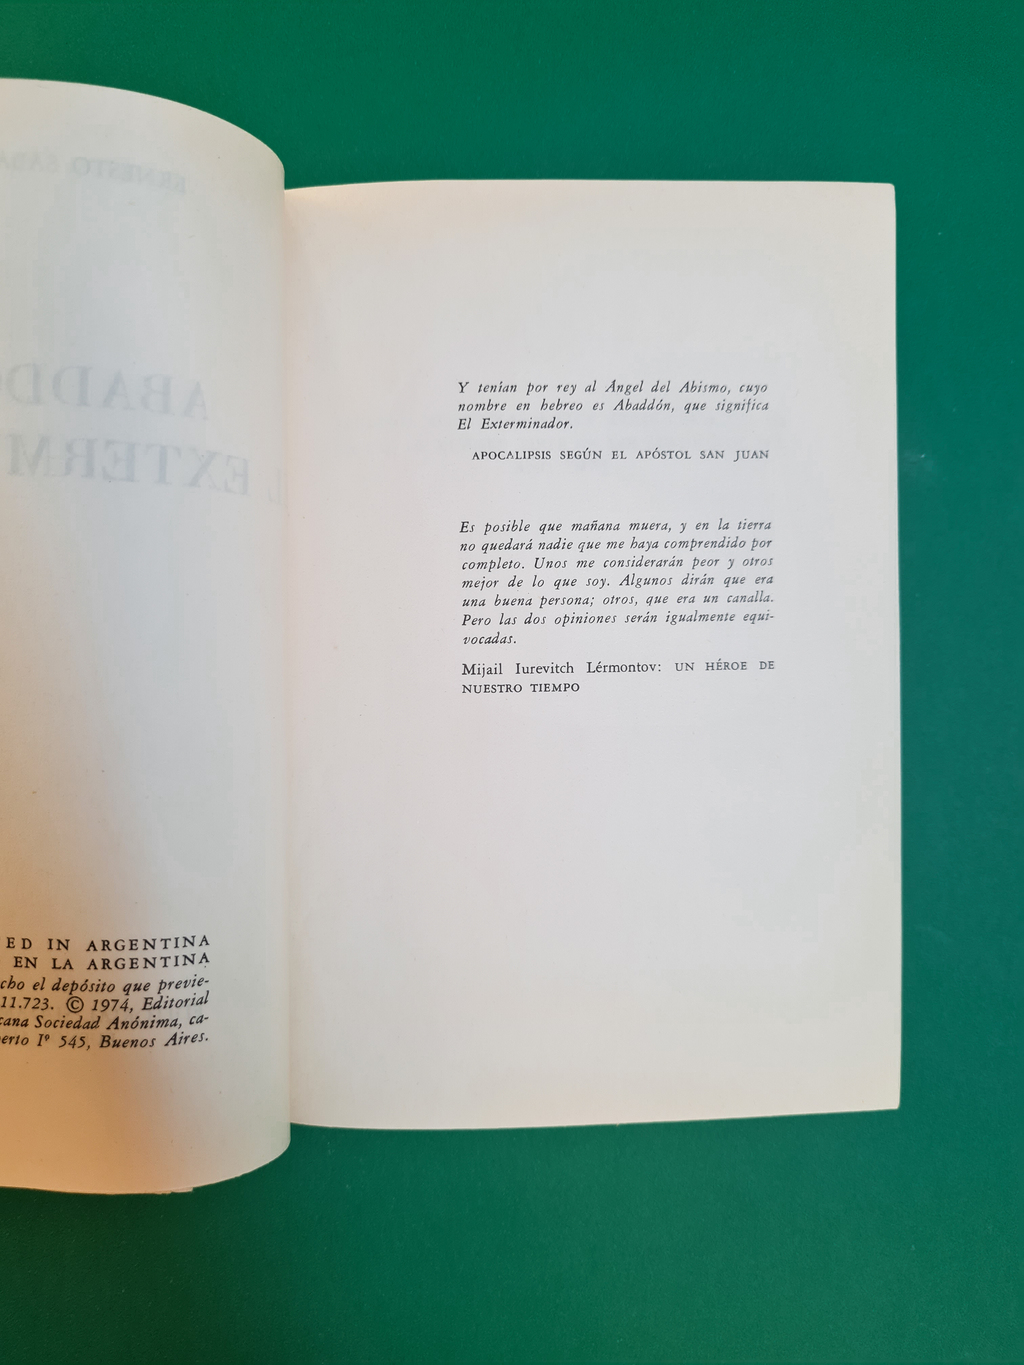 ED IN ARGENTINA
EN LA ARGENTINA
el depósito que previe-
11.723. © 1974, Editorial
Sociedad Anónima, ca-
Iº 545, Buenos Aires.
Y tenían por rey al Ángel del Abismo, cuyo
nombre en hebreo es Abaddón, que significa
El Exterminador.
APOCALIPSIS SEGÚN EL APÓSTOL SAN JUAN
Es posible que mañana muera, y en la tierra
no quedará nadie que me haya comprendido por
completo. Unos me considerarán peor y otros
mejor de lo que soy. Algunos dirán que era
una buena persona; otros, que era un canalla.
Pero las dos opiniones serán igualmente equi-
vocadas.
Mijail Iurevitch Lérmontov: UN HÉROE DE
NUESTRO TIEMPO